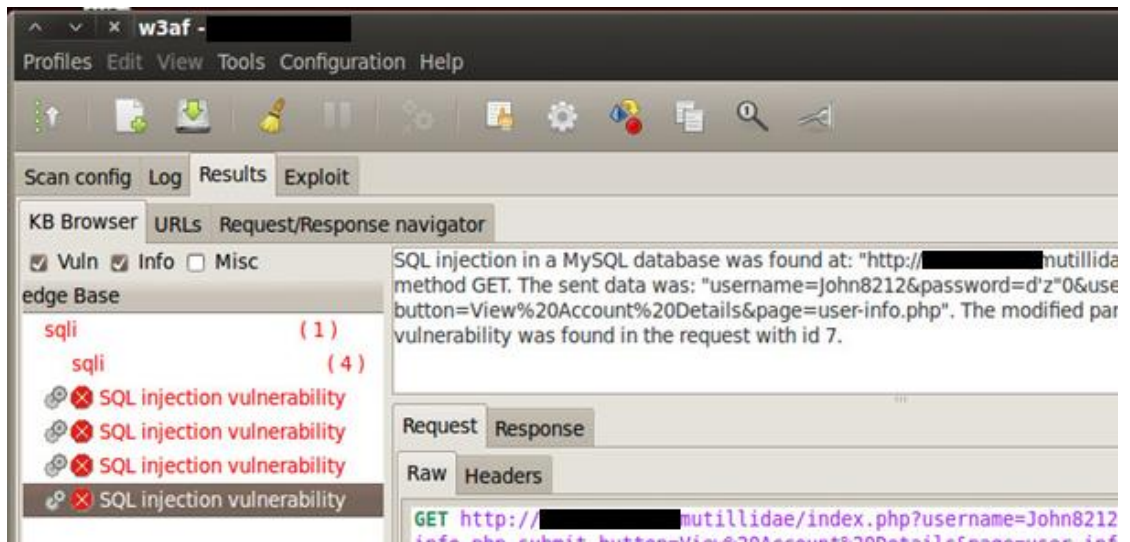 w3af -
Profiles Edit View Tools Configuration Help
Scan config Log Results Exploit
KB Browser URLs Request/Response navigator
Vuln Info Misc
edge Base
sqli ( 1 )
sqli ( 4 )
SQL injection vulnerability
SQL injection vulnerability
SQL injection vulnerability
SQL injection vulnerability
SQL injection in a MySQL database was found at: "http:// mutillida
method GET. The sent data was: "username=John8212&password=d'z"0&use
button=View%20Account%20Details&page=user-info.php". The modified par
vulnerability was found in the request with id 7.
Request Response
Raw Headers
GET http:// mutillidae/index.php?username=John8212